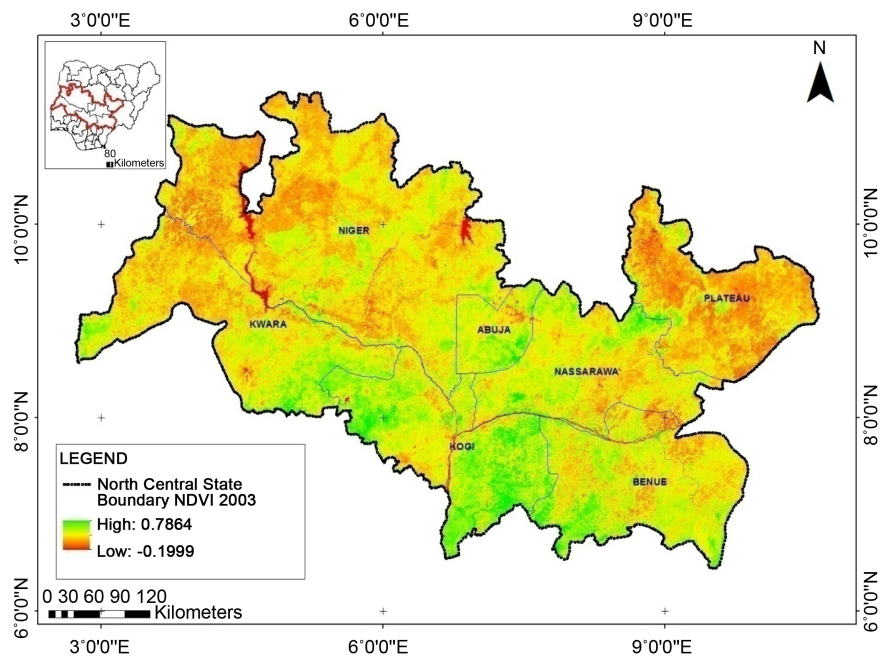 3°0'0"E 6°0'0"E 9°0'0"E
N
80
Kilometers
10°0'0"N 10°0'0"N
NIGER
PLATEAU
KWARA
ABUJA
NASSARAWA
8°0'0"N 8°0'0"N
KOGI
BENUE
LEGEND
North Central State
Boundary NDVI 2003
High: 0.7864
Low: -0.1999
0 30 60 90 120
Kilometers
6°0'0"N 6°0'0"N
3°0'0"E 6°0'0"E 9°0'0"E